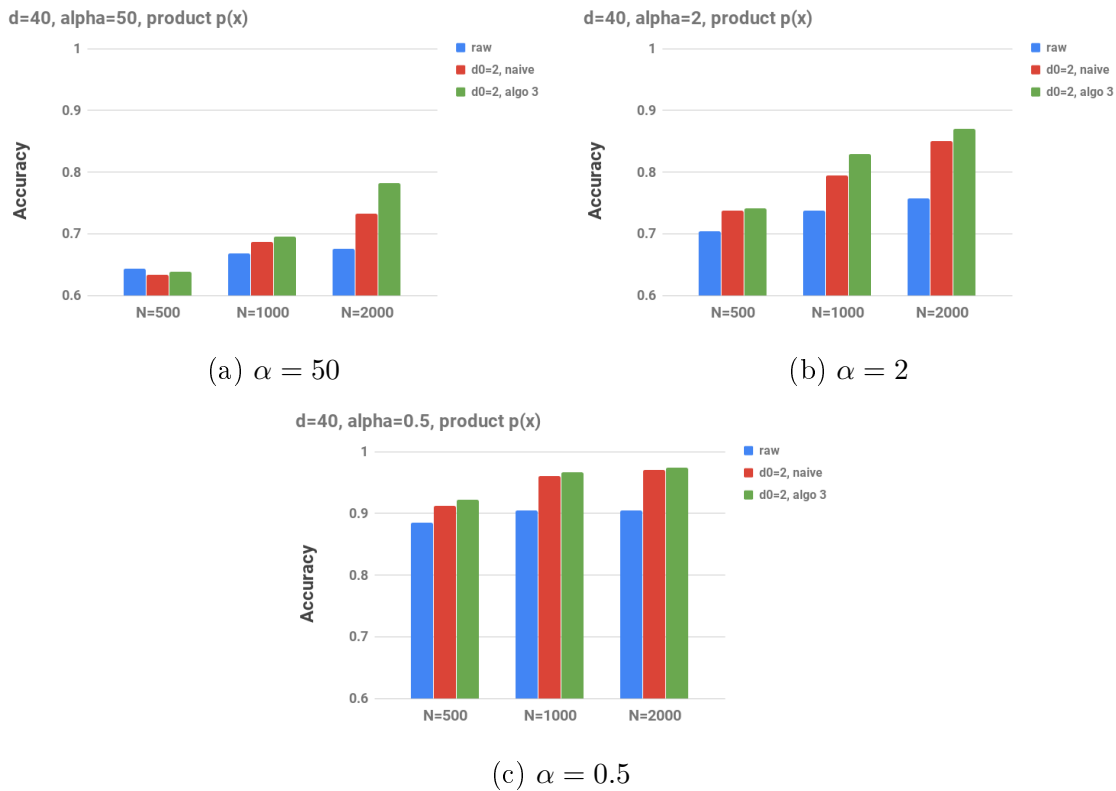 d=40, alpha=50, product p(x)
Accuracy
1
0.9
0.8
0.7
0.6
N=500
N=1000
N=2000
raw
d0=2, naive
d0=2, algo 3
(a) α = 50
d=40, alpha=2, product p(x)
Accuracy
1
0.9
0.8
0.7
0.6
N=500
N=1000
N=2000
raw
d0=2, naive
d0=2, algo 3
(b) α = 2
d=40, alpha=0.5, product p(x)
Accuracy
1
0.9
0.8
0.7
0.6
N=500
N=1000
N=2000
raw
d0=2, naive
d0=2, algo 3
(c) α = 0.5